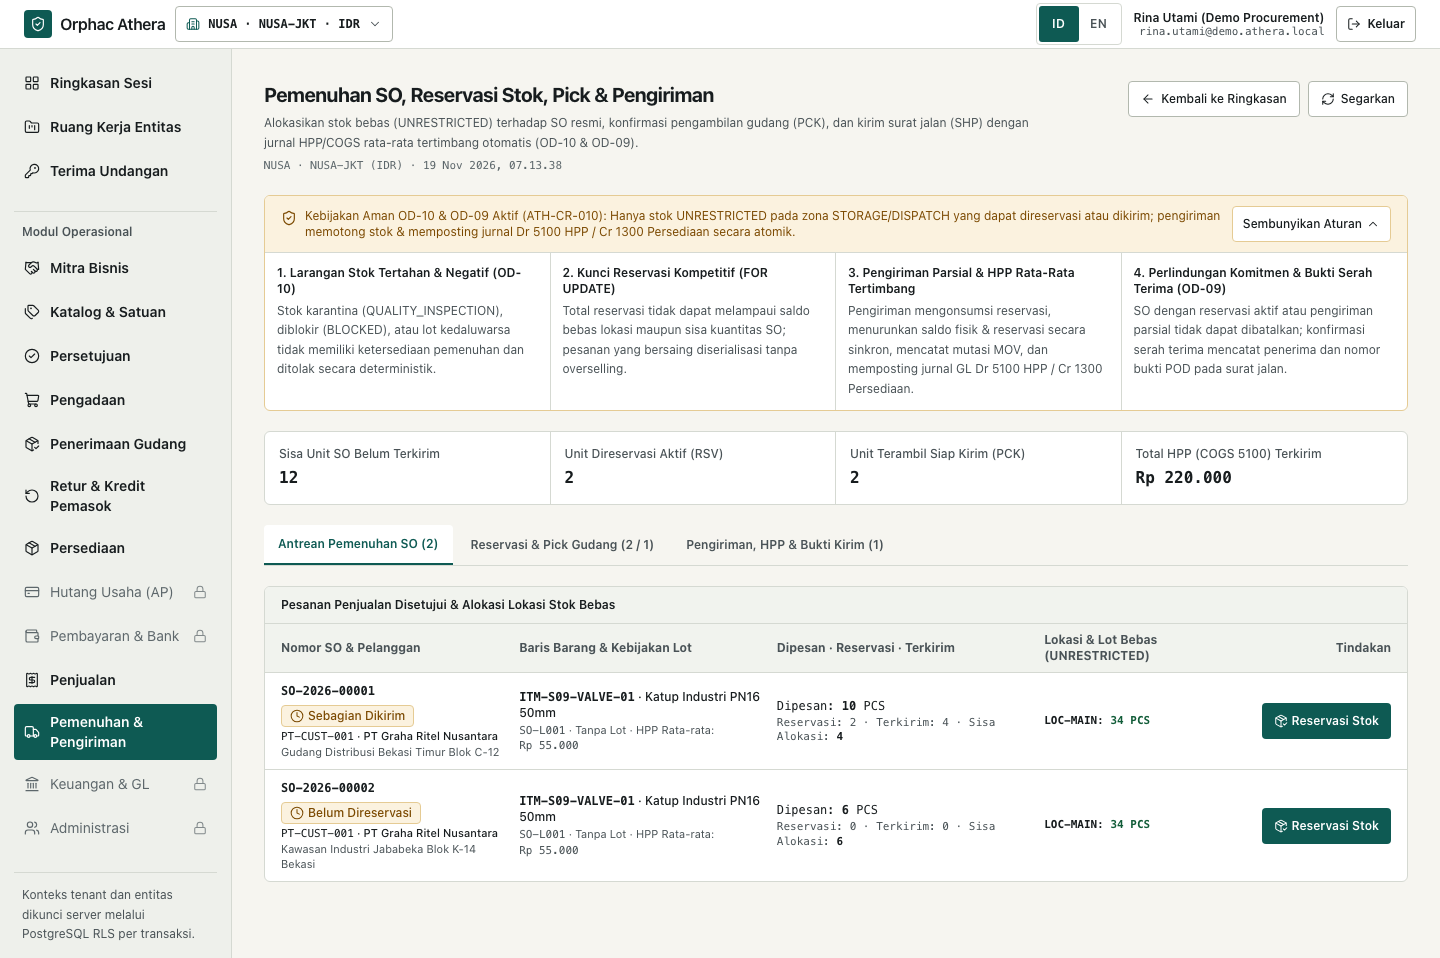 Orphac Athera
NUSA · NUSA-JKT · IDR
ID
EN
Rina Utami (Demo Procurement)
rina.utami@demo.athera.local
Keluar
Ringkasan Sesi
Ruang Kerja Entitas
Terima Undangan
Modul Operasional
Mitra Bisnis
Katalog & Satuan
Persetujuan
Pengadaan
Penerimaan Gudang
Retur & Kredit
Pemasok
Persediaan
Hutang Usaha (AP)
Pembayaran & Bank
Penjualan
Pemenuhan &
Pengiriman
Keuangan & GL
Administrasi
Konteks tenant dan entitas
dikunci server melalui
PostgreSQL RLS per transaksi.
Pemenuhan SO, Reservasi Stok, Pick & Pengiriman
Alokasikan stok bebas (UNRESTRICTED) terhadap SO resmi, konfirmasi pengambilan gudang (PCK), dan kirim surat jalan (SHP) dengan
jurnal HPP/COGS rata-rata tertimbang otomatis (OD-10 & OD-09).
NUSA · NUSA-JKT (IDR) · 19 Nov 2026, 07.13.38
Kembali ke Ringkasan
Segarkan
Kebijakan Aman OD-10 & OD-09 Aktif (ATH-CR-010): Hanya stok UNRESTRICTED pada zona STORAGE/DISPATCH yang dapat direservasi atau dikirim; pengiriman
memotong stok & memposting jurnal Dr 5100 HPP / Cr 1300 Persediaan secara atomik.
Sembunyikan Aturan
1. Larangan Stok Tertahan & Negatif (OD-
10)
Stok karantina (QUALITY_INSPECTION),
diblokir (BLOCKED), atau lot kedaluwarsa
tidak memiliki ketersediaan pemenuhan dan
ditolak secara deterministik.
2. Kunci Reservasi Kompetitif (FOR
UPDATE)
Total reservasi tidak dapat melampaui saldo
bebas lokasi maupun sisa kuantitas SO;
pesanan yang bersaing diserialisasi tanpa
overselling.
3. Pengiriman Parsial & HPP Rata-Rata
Tertimbang
Pengiriman mengonsumsi reservasi,
menurunkan saldo fisik & reservasi secara
sinkron, mencatat mutasi MOV, dan
memposting jurnal GL Dr 5100 HPP / Cr 1300
Persediaan.
4. Perlindungan Komitmen & Bukti Serah
Terima (OD-09)
SO dengan reservasi aktif atau pengiriman
parsial tidak dapat dibatalkan; konfirmasi
serah terima mencatat penerima dan nomor
bukti POD pada surat jalan.
Sisa Unit SO Belum Terkirim
12
Unit Direservasi Aktif (RSV)
2
Unit Terambil Siap Kirim (PCK)
2
Total HPP (COGS 5100) Terkirim
Rp 220.000
Antrean Pemenuhan SO (2)
Reservasi & Pick Gudang (2 / 1)
Pengiriman, HPP & Bukti Kirim (1)
Pesanan Penjualan Disetujui & Alokasi Lokasi Stok Bebas
Nomor SO & Pelanggan
Baris Barang & Kebijakan Lot
Dipesan · Reservasi · Terkirim
Lokasi & Lot Bebas
(UNRESTRICTED)
Tindakan
SO-2026-00001
Sebagian Dikirim
PT-CUST-001 · PT Graha Ritel Nusantara
Gudang Distribusi Bekasi Timur Blok C-12
ITM-S09-VALVE-01 · Katup Industri PN16
50mm
SO-L001 · Tanpa Lot · HPP Rata-rata:
Rp 55.000
Dipesan: 10 PCS
Reservasi: 2 · Terkirim: 4 · Sisa
Alokasi: 4
LOC-MAIN: 34 PCS
Reservasi Stok
SO-2026-00002
Belum Direservasi
PT-CUST-001 · PT Graha Ritel Nusantara
Kawasan Industri Jababeka Blok K-14
Bekasi
ITM-S09-VALVE-01 · Katup Industri PN16
50mm
SO-L001 · Tanpa Lot · HPP Rata-rata:
Rp 55.000
Dipesan: 6 PCS
Reservasi: 0 · Terkirim: 0 · Sisa
Alokasi: 6
LOC-MAIN: 34 PCS
Reservasi Stok